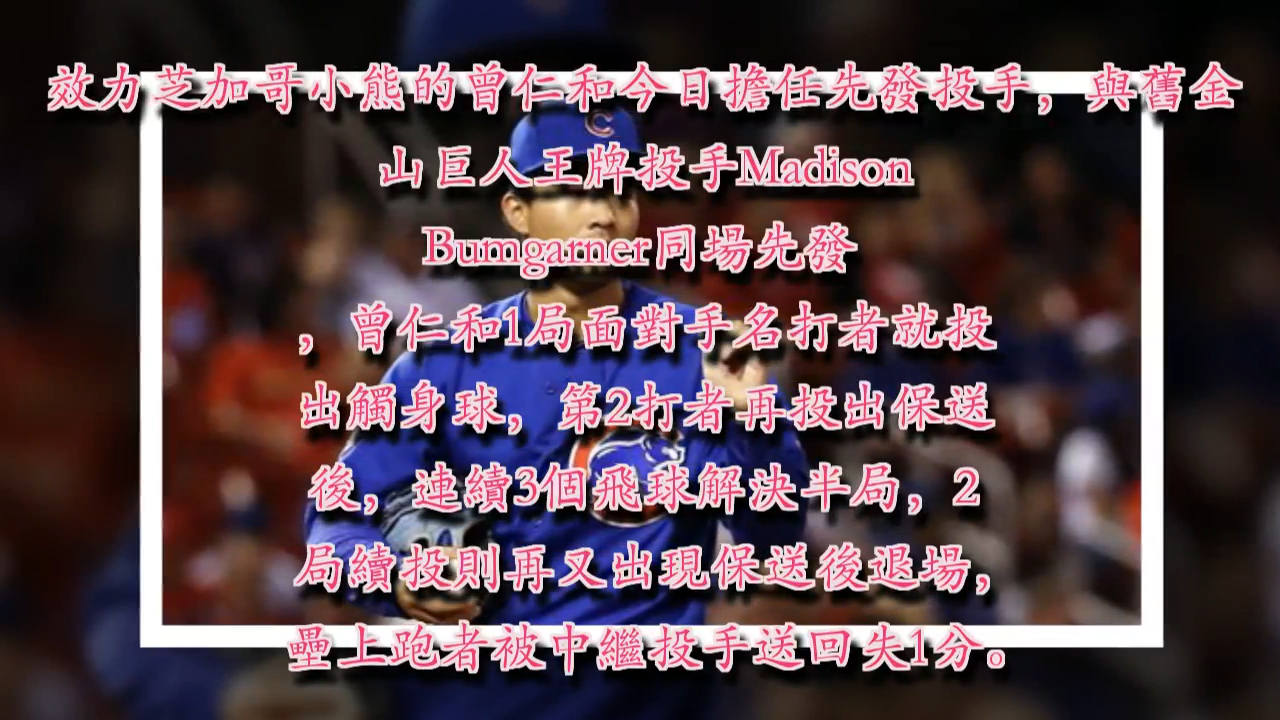 效力芝加哥小熊的曾仁和今日擔任先發投手，與舊金
山巨人王牌投手Madison
Bumgarner同場先發
，曾仁和1局面對手名打者就投
出觸身球，第2打者再投出保送
後，連續3個飛球解決半局，2
局續投則再又出現保送後退場，
壘上跑者被中繼投手送回失1分。